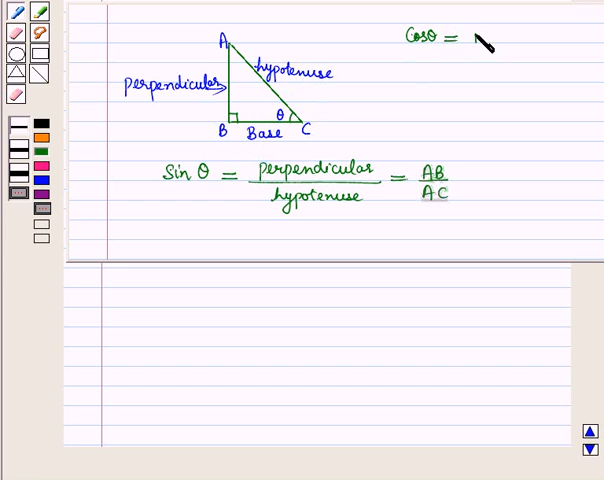 Cosθ =
A
hypotenuse
perpendicular
θ
B Base C
Sin θ = perpendicular / hypotenuse = AB / AC